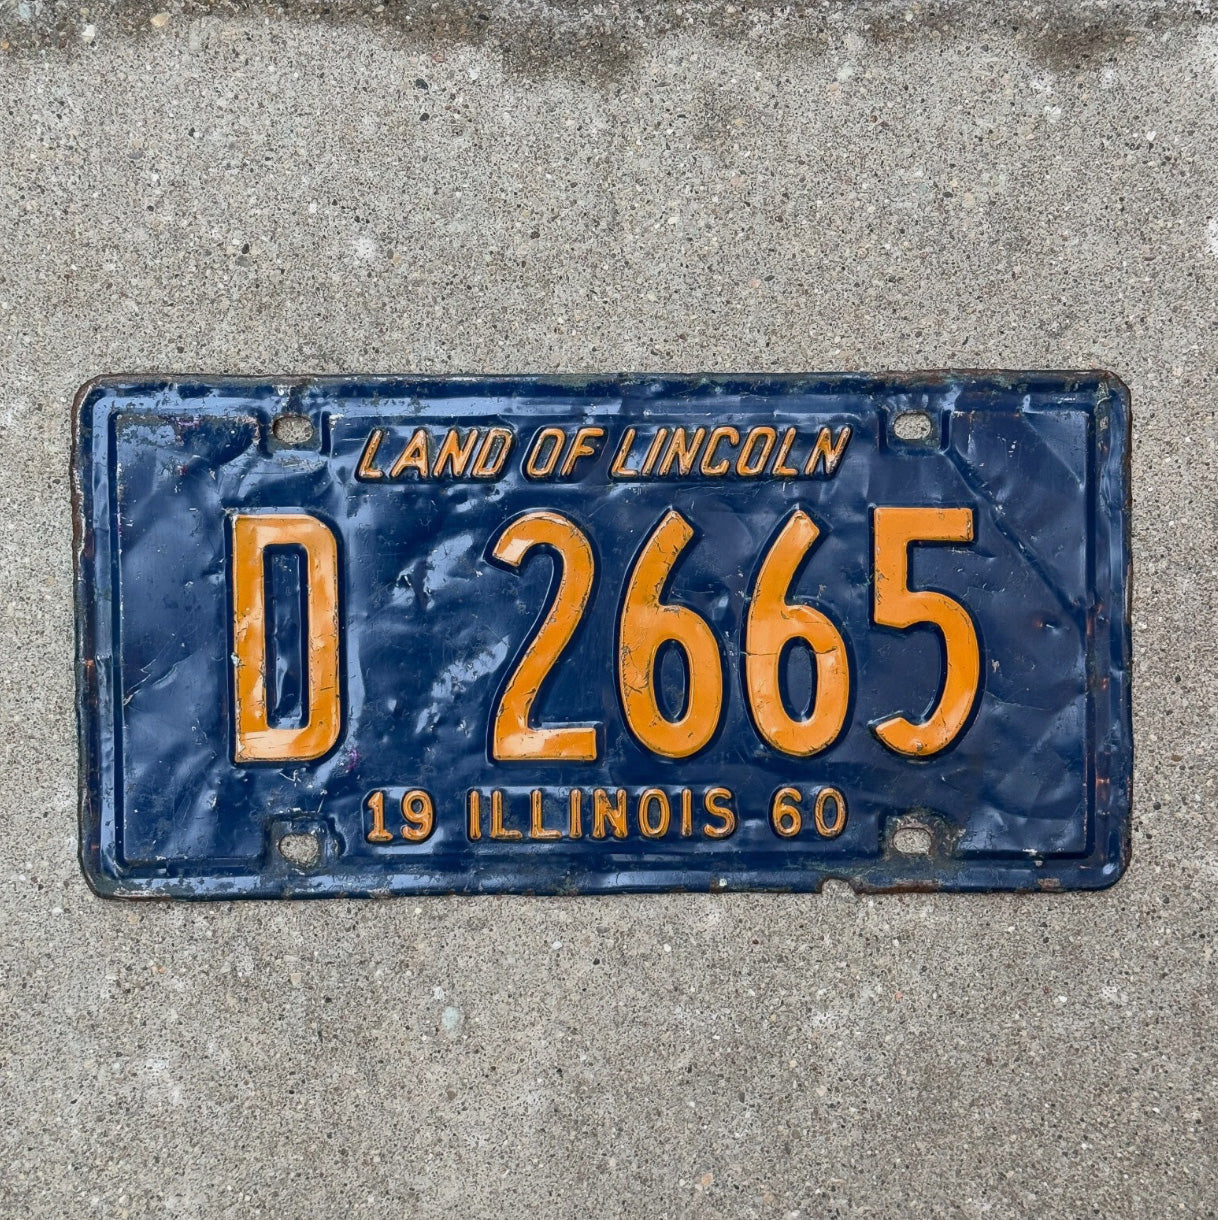 LAND OF LINCOLN
D 2665
19 ILLINOIS 60